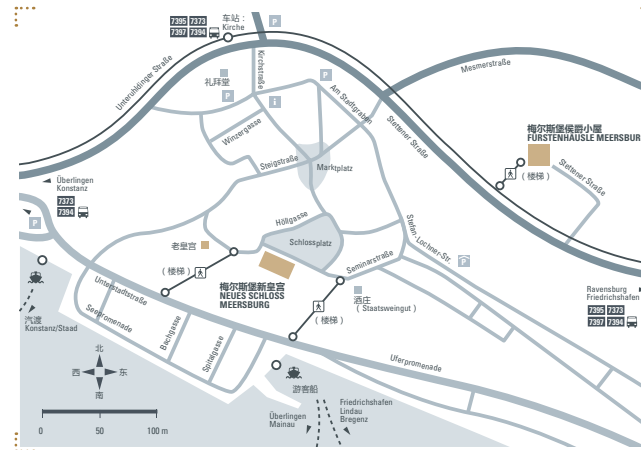 7395 7373
7397 7394
车站：
Kirche
P
Unteruhldinger Straße
Kirchstraße
礼拜堂
P
i
P
Mesmerstraße
Am Stadtgraben
Stettener Straße
Winzergasse
Steigstraße
Marktplatz
梅尔斯堡侯爵小屋
FÜRSTENHÄUSLE MEERSBURG
（楼梯）
Stettener Straße
Überlingen
Konstanz
7373
7394
P
Höllgasse
Schlossplatz
Stefan-Lochner-Str.
P
老皇宫
（楼梯）
梅尔斯堡新皇宫
NEUES SCHLOSS
MEERSBURG
Seminarstraße
酒庄
（Staatsweingut）
（楼梯）
Ravensburg
Friedrichshafen
7395 7373
7397 7394
Unterstadtstraße
Seepromenade
Bachgasse
Spitalgasse
Uferpromenade
汽渡
Konstanz/Staad
北
西 东
南
游客船
Überlingen
Mainau
Friedrichshafen
Lindau
Bregenz
0 50 100 m